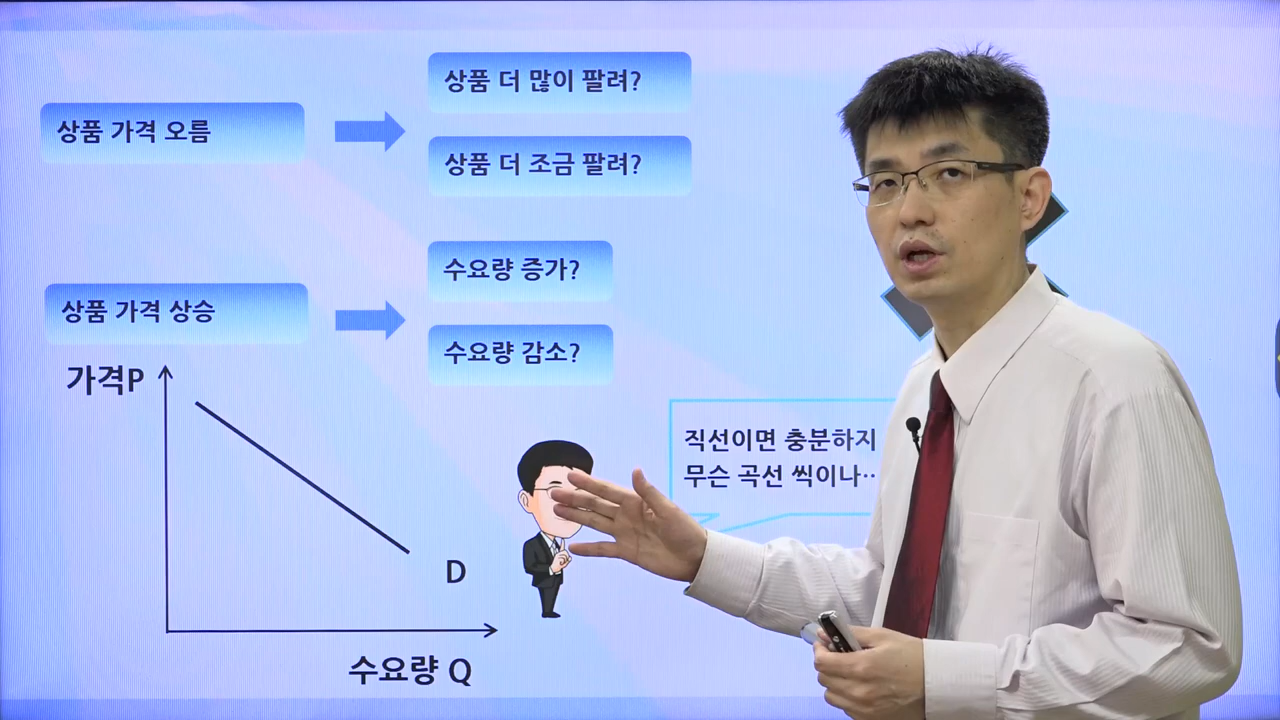 상품 가격 오름
상품 더 많이 팔려?
상품 더 조금 팔려?
상품 가격 상승
수요량 증가?
수요량 감소?
가격P
D
수요량 Q
직선이면 충분하지
무슨 곡선 씩이나··